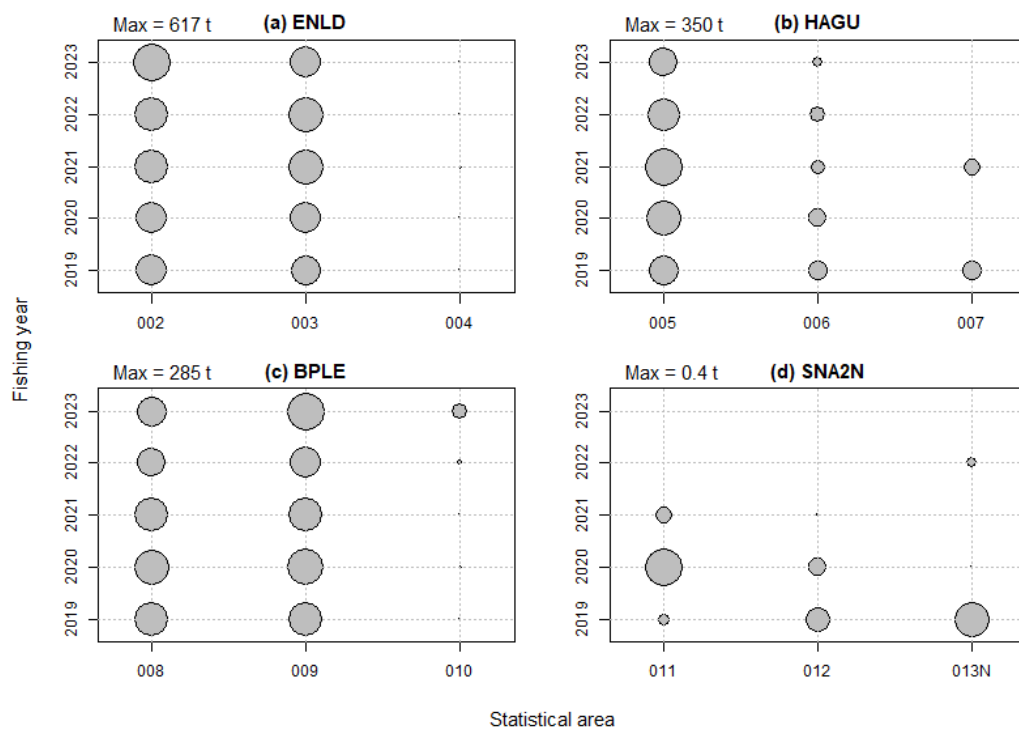 Max = 617 t (a) ENLD
2023
2022
2021
2020
2019
002 003 004
Max = 350 t (b) HAGU
2023
2022
2021
2020
2019
005 006 007
Fishing year
Max = 285 t (c) BPLE
2023
2022
2021
2020
2019
008 009 010
Max = 0.4 t (d) SNA2N
2023
2022
2021
2020
2019
011 012 013N
Statistical area